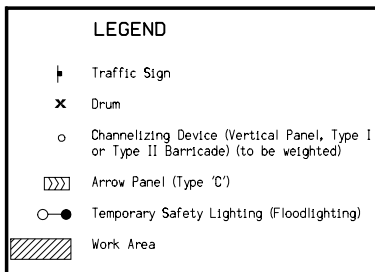 LEGEND
Traffic Sign
Drum
Channelizing Device (Vertical Panel, Type I
or Type II Barricade) (to be weighted)
Arrow Panel (Type 'C')
Temporary Safety Lighting (Floodlighting)
Work Area